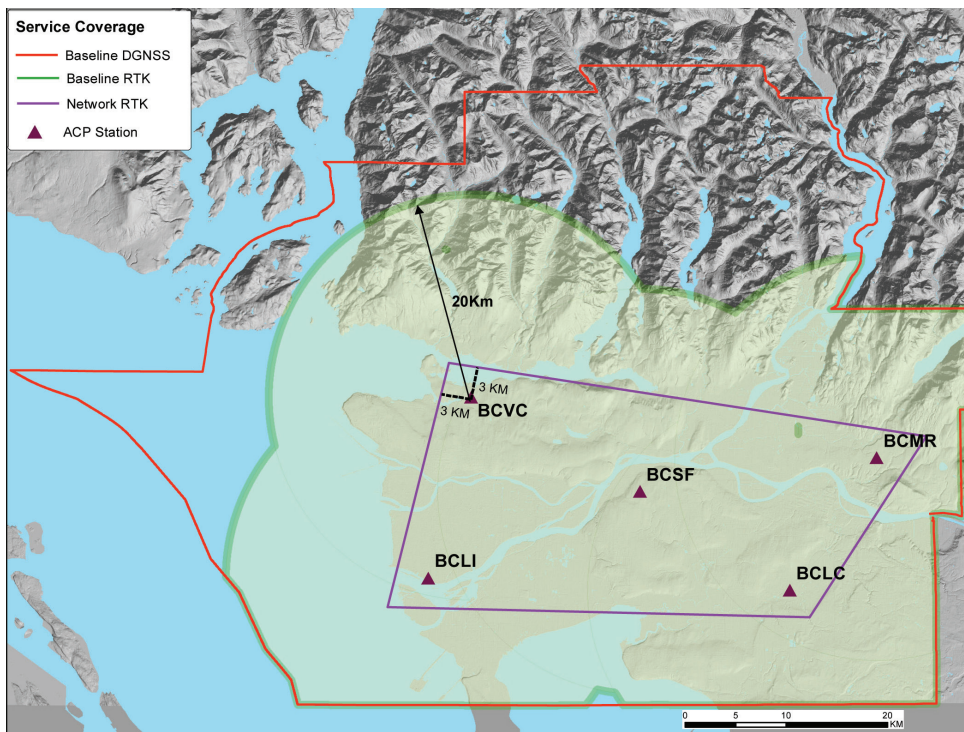 Service Coverage
Baseline DGNSS
Baseline RTK
Network RTK
ACP Station
20Km
3 KM
3 KM
BCVC
BCMR
BCSF
BCLI
BCLC
0 5 10 20
KM